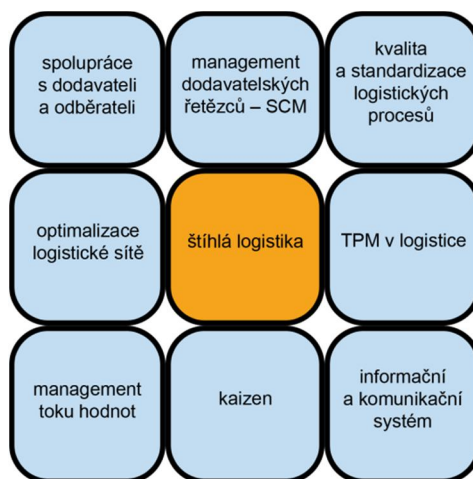 spolupráce
s dodavateli
a odběrateli
management
dodavatelských
řetězců – SCM
kvalita
a standardizace
logistických
procesů
optimalizace
logistické sítě
štíhlá logistika
TPM v logistice
management
toku hodnot
kaizen
informační
a komunikační
systém